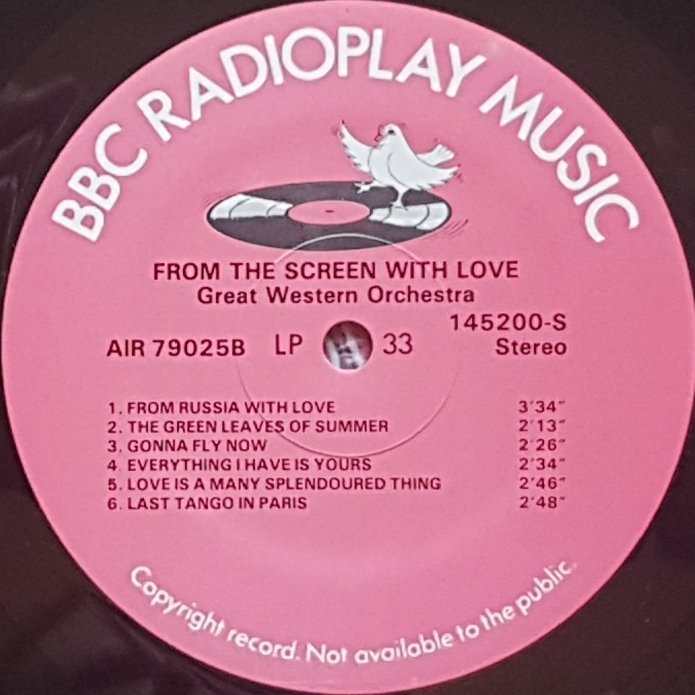 BBC RADIOPLAY MUSIC
FROM THE SCREEN WITH LOVE
Great Western Orchestra
145200-S
AIR 79025B LP 33 Stereo
1. FROM RUSSIA WITH LOVE 3'34"
2. THE GREEN LEAVES OF SUMMER 2'13"
3. GONNA FLY NOW 2'26"
4. EVERYTHING I HAVE IS YOURS 2'34"
5. LOVE IS A MANY SPLENDOURED THING 2'46"
6. LAST TANGO IN PARIS 2'48"
Copyright record. Not available to the public.